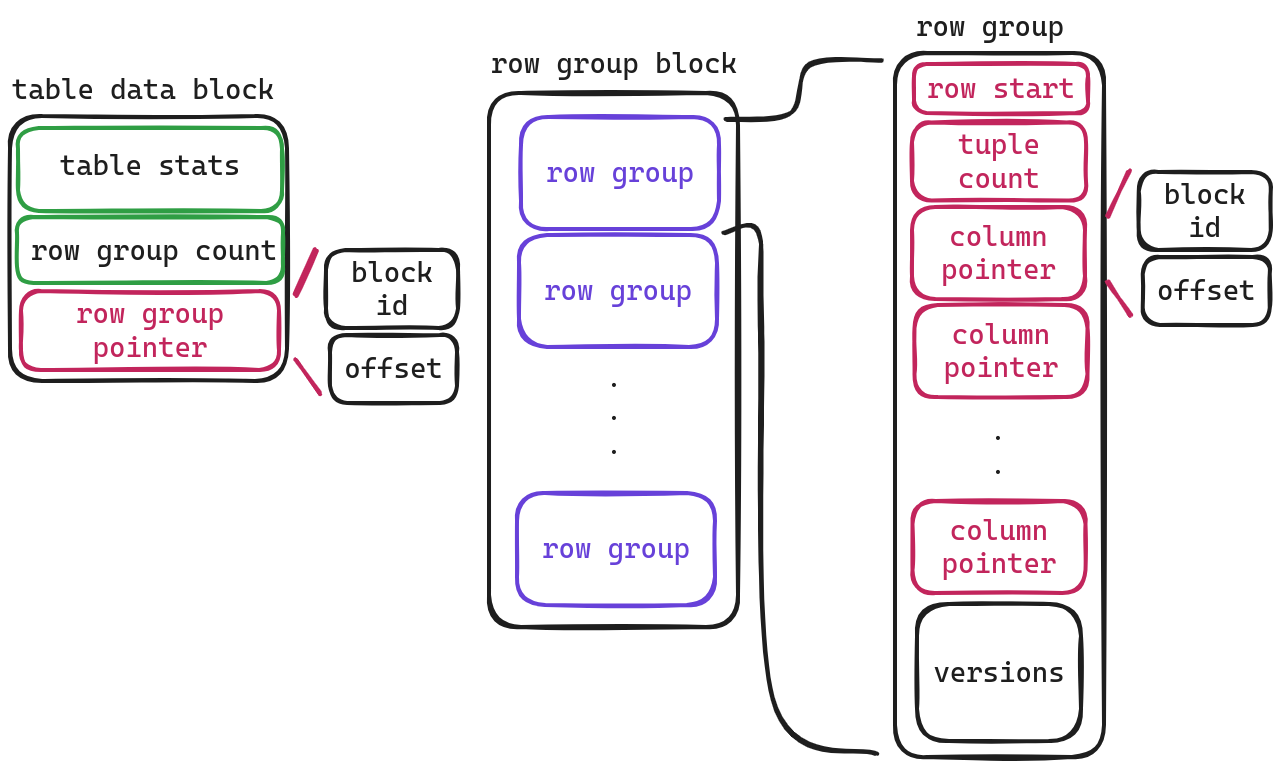 table data block
table stats
row group count
row group
pointer
block
id
offset
row group block
row group
row group
.
.
.
row group
row group
row start
tuple
count
column
pointer
column
pointer
.
.
column
pointer
versions
block
id
offset